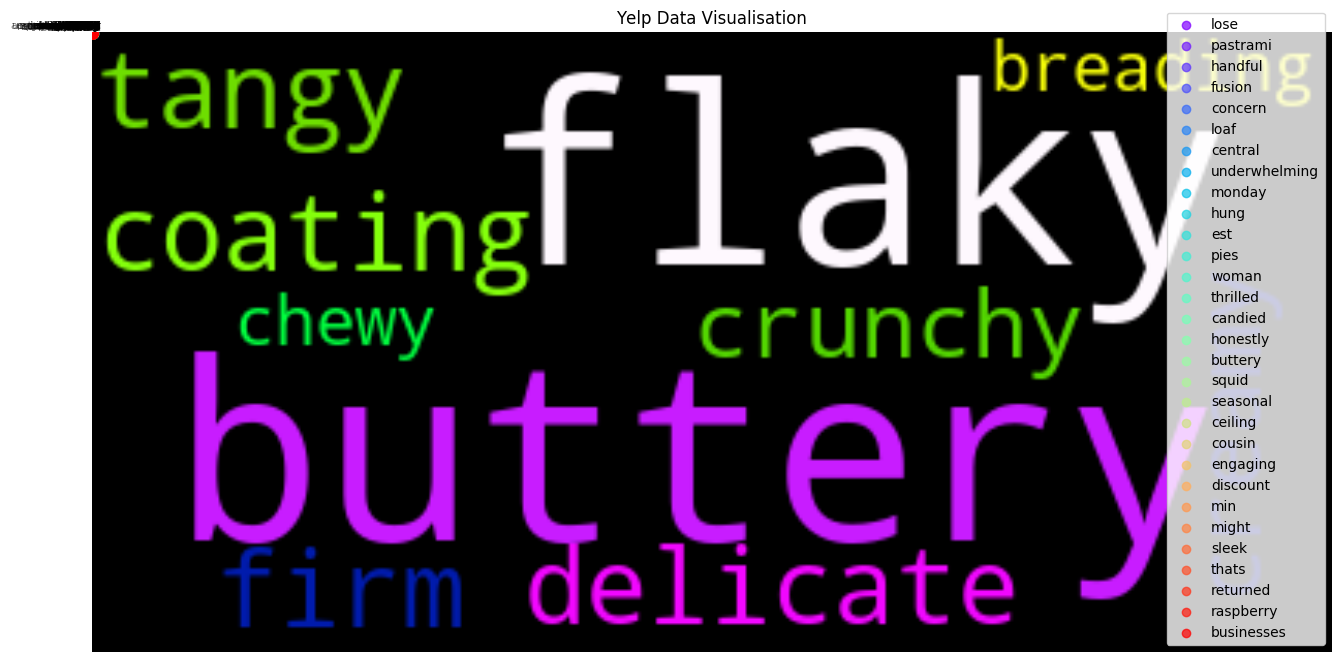 Yelp Data Visualisation
tangy
flaky
breading
coating
chewy
crunchy
buttery
firm
delicate
lose
pastrami
handful
fusion
concern
loaf
central
underwhelming
monday
hung
est
pies
woman
thrilled
candied
honestly
buttery
squid
seasonal
ceiling
cousin
engaging
discount
min
might
sleek
thats
returned
raspberry
businesses